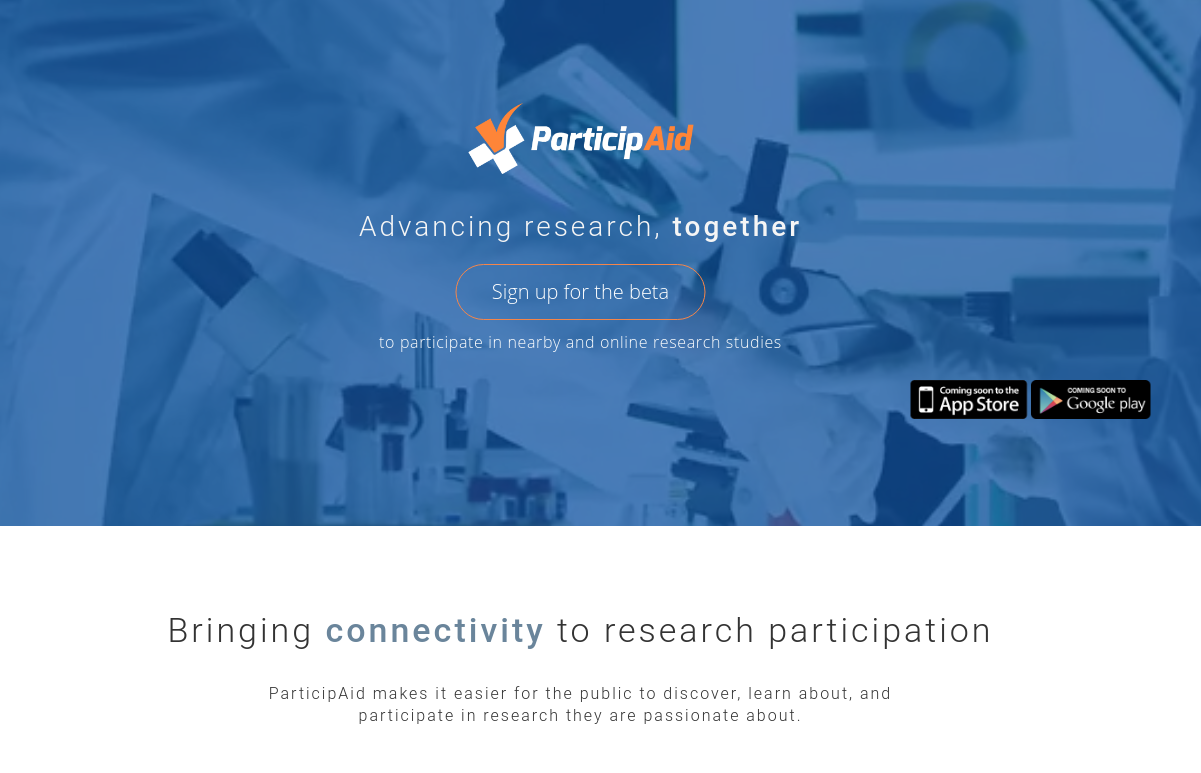 ParticipAid
Advancing research, together
Sign up for the beta
to participate in nearby and online research studies
Coming soon to the
App Store
COMING SOON TO
Google play
Bringing connectivity to research participation
ParticipAid makes it easier for the public to discover, learn about, and
participate in research they are passionate about.